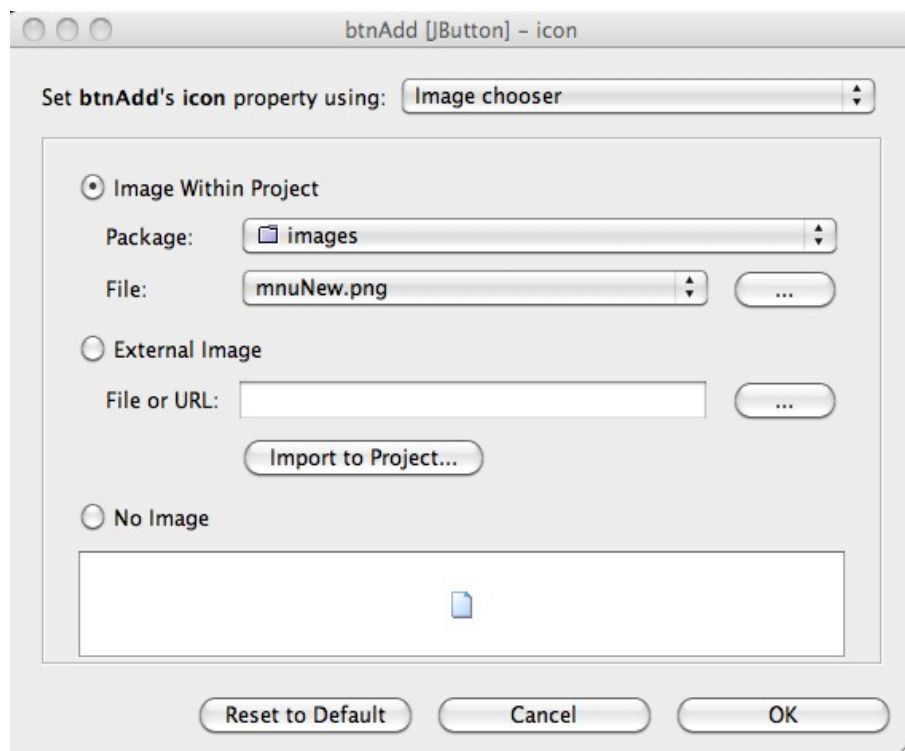 btnAdd [JButton] – icon
Set btnAdd's icon property using: Image chooser
Image Within Project
Package: images
File: mnuNew.png ...
External Image
File or URL: ...
Import to Project...
No Image
Reset to Default Cancel OK